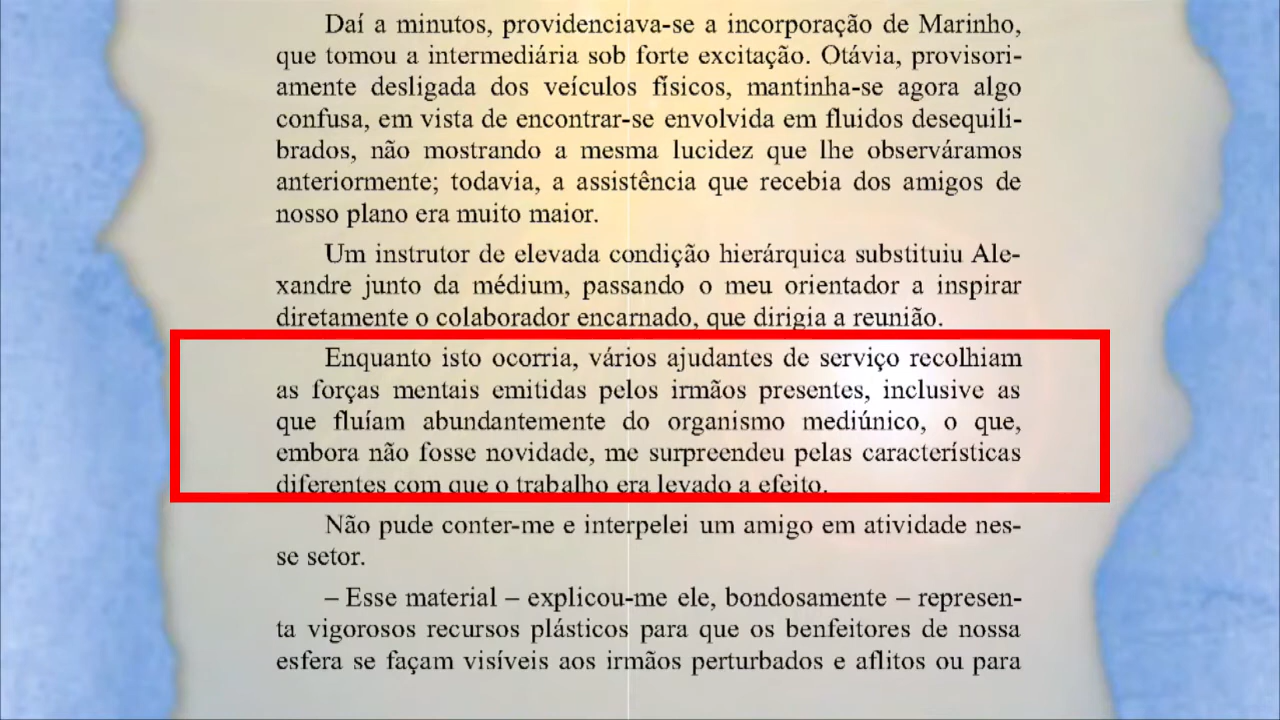 Daí a minutos, providenciava-se a incorporação de Marinho,
que tomou a intermediária sob forte excitação. Otávia, provisori-
amente desligada dos veículos físicos, mantinha-se agora algo
confusa, em vista de encontrar-se envolvida em fluidos desequili-
brados, não mostrando a mesma lucidez que lhe observáramos
anteriormente; todavia, a assistência que recebia dos amigos de
nosso plano era muito maior.
Um instrutor de elevada condição hierárquica substituiu Ale-
xandre junto da médium, passando o meu orientador a inspirar
diretamente o colaborador encarnado, que dirigia a reunião.
Enquanto isto ocorria, vários ajudantes de serviço recolhiam
as forças mentais emitidas pelos irmãos presentes, inclusive as
que fluíam abundantemente do organismo mediúnico, o que,
embora não fosse novidade, me surpreendeu pelas características
diferentes com que o trabalho era levado a efeito.
Não pude conter-me e interpelei um amigo em atividade nes-
se setor.
– Esse material – explicou-me ele, bondosamente – represen-
ta vigorosos recursos plásticos para que os benfeitores de nossa
esfera se façam visíveis aos irmãos perturbados e aflitos ou para